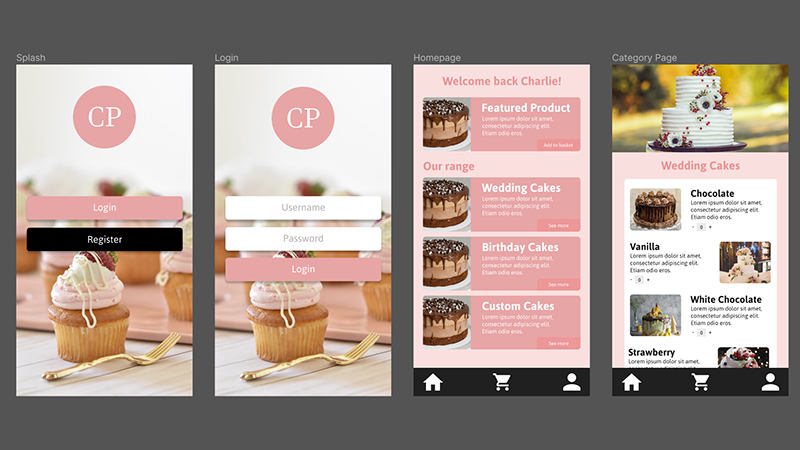 Splash
CP
Login
Register
Login
CP
Username
Password
Login
Homepage
Welcome back Charlie!
Featured Product
Lorem ipsum dolor sit amet,
consectetur adipiscing elit.
Etiam odio eros.
Add to basket
Our range
Wedding Cakes
Lorem ipsum dolor sit amet,
consectetur adipiscing elit.
Etiam odio eros.
See more
Birthday Cakes
Lorem ipsum dolor sit amet,
consectetur adipiscing elit.
Etiam odio eros.
See more
Custom Cakes
Lorem ipsum dolor sit amet,
consectetur adipiscing elit.
Etiam odio eros.
See more
Category Page
Wedding Cakes
Chocolate
Lorem ipsum dolor sit amet,
consectetur adipiscing elit.
Etiam odio eros.
- 0 +
Vanilla
Lorem ipsum dolor sit amet,
consectetur adipiscing elit.
Etiam odio eros.
- 0 +
White Chocolate
Lorem ipsum dolor sit amet,
consectetur adipiscing elit.
Etiam odio eros.
- 0 +
Strawberry
Lorem ipsum dolor sit amet,